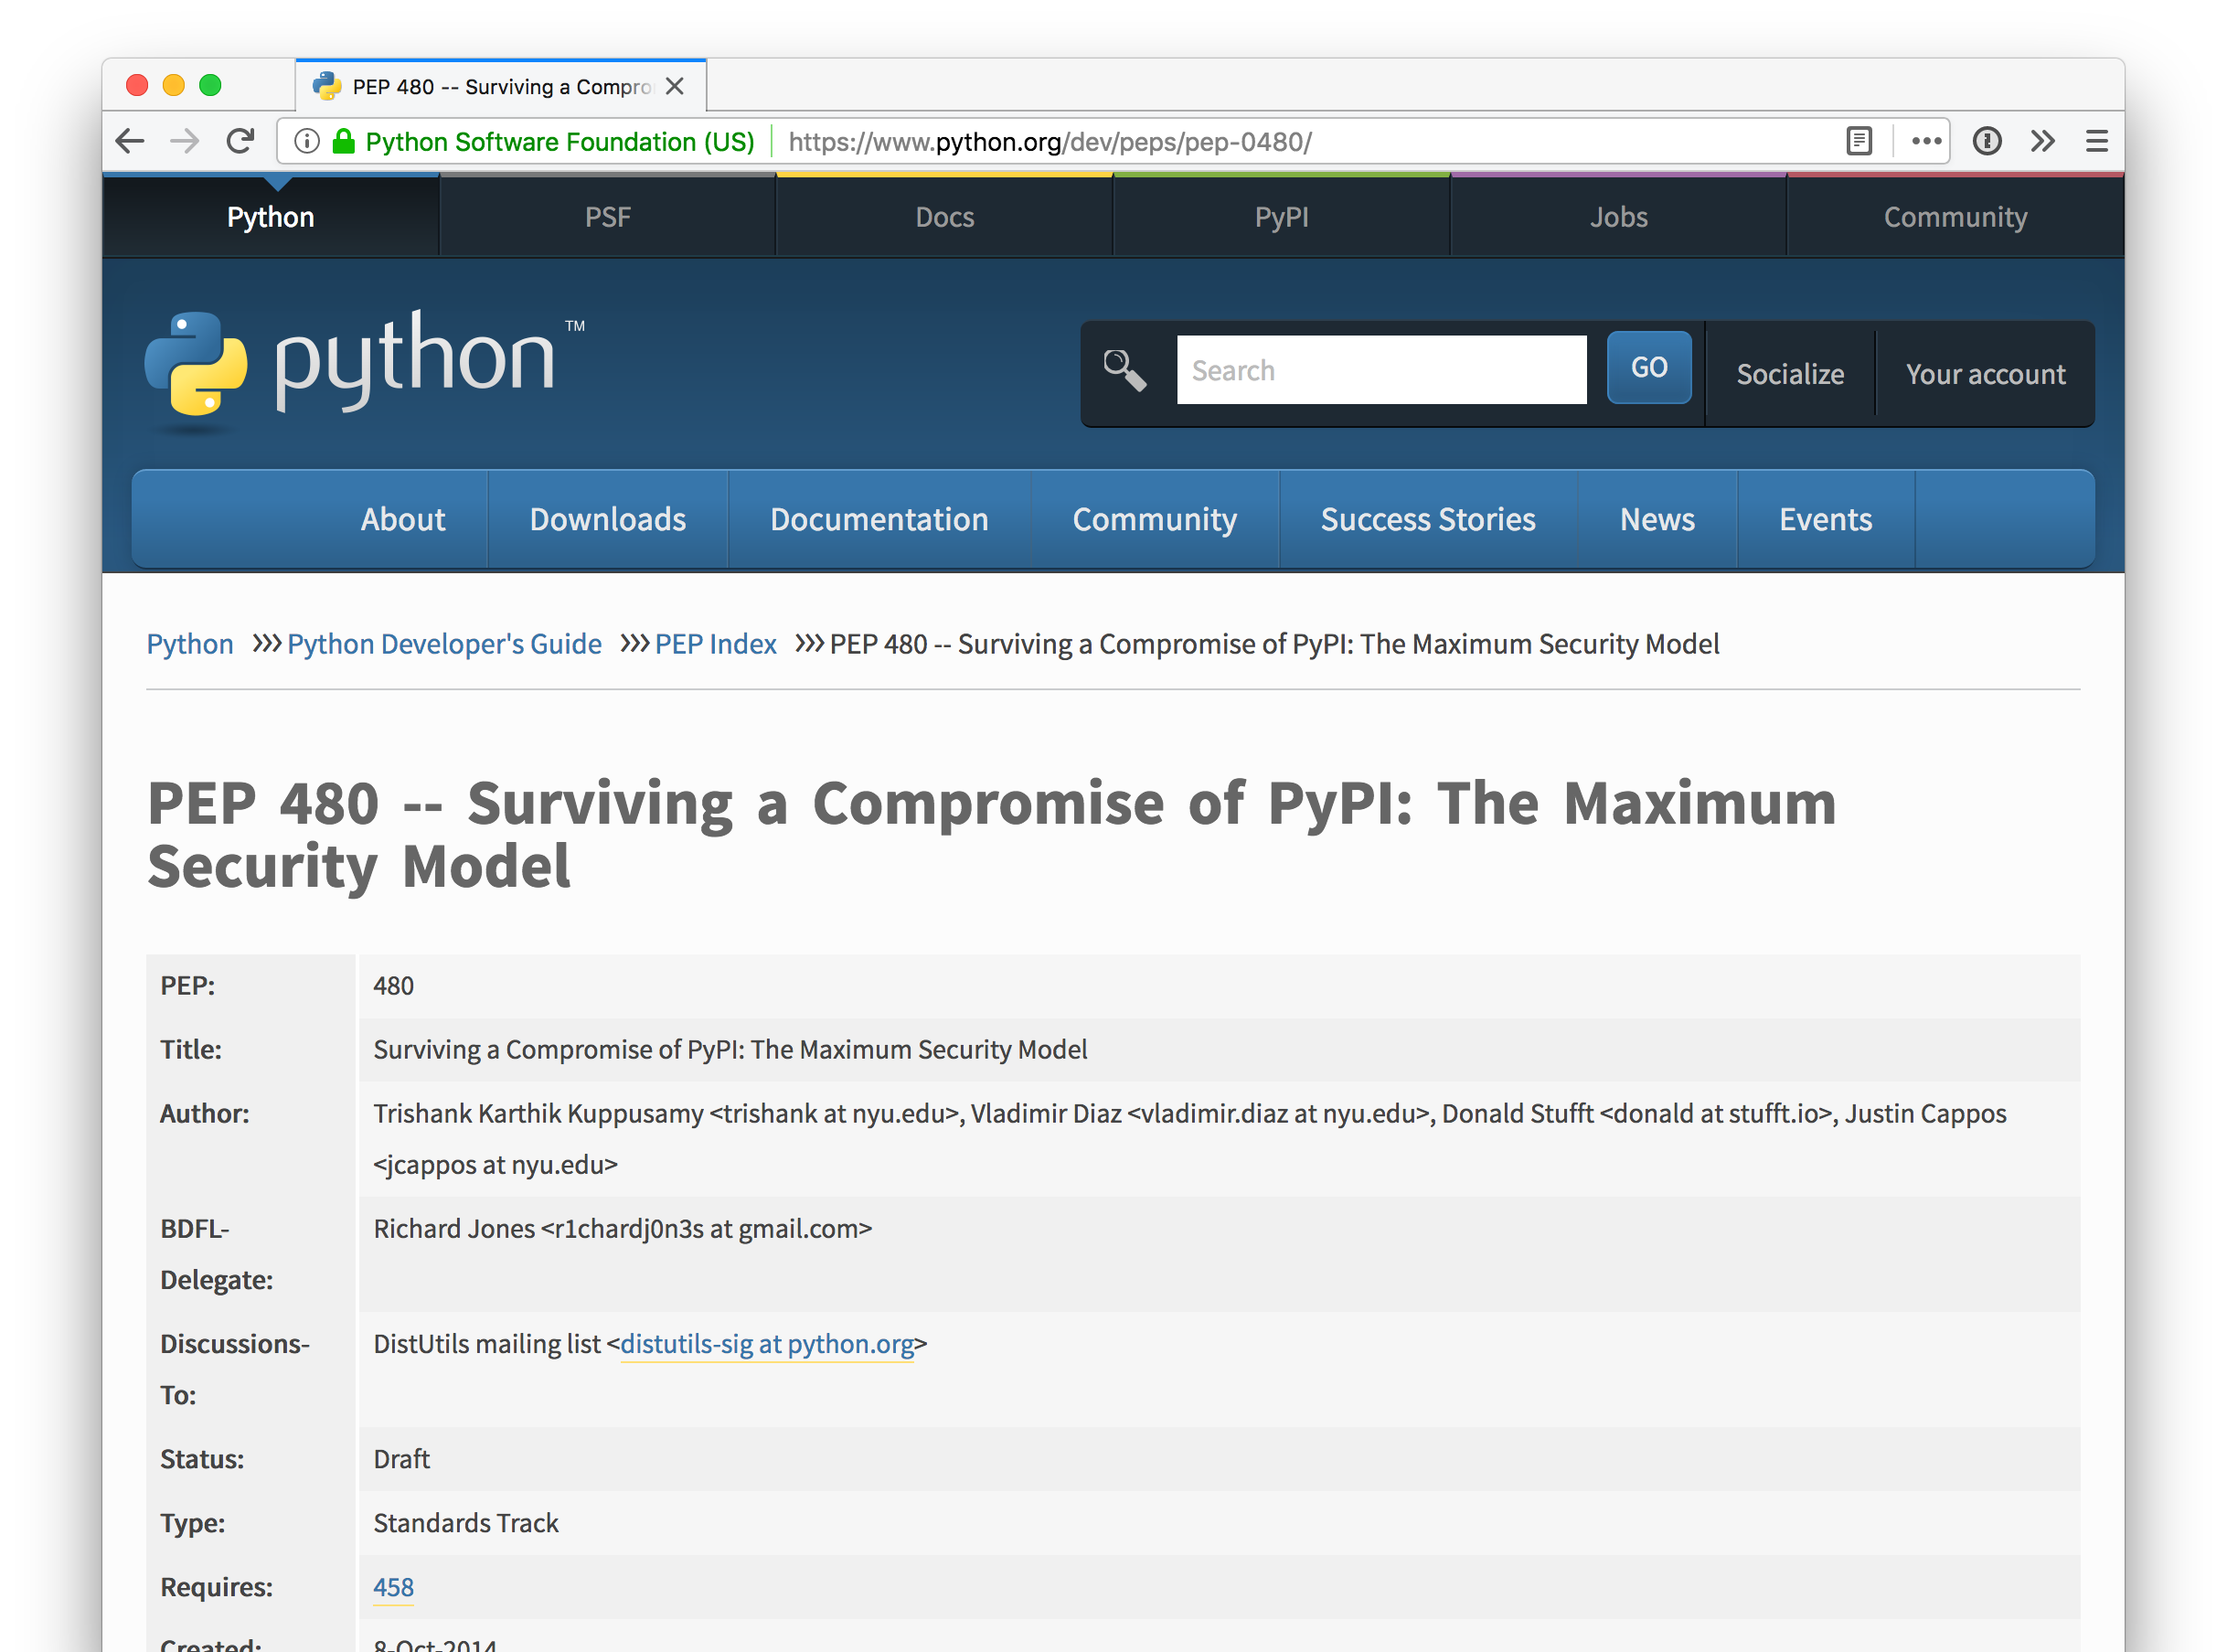 PEP 480 -- Surviving a Compro
Python Software Foundation (US) https://www.python.org/dev/peps/pep-0480/
Python PSF Docs PyPI Jobs Community
python TM
Search GO Socialize Your account
About Downloads Documentation Community Success Stories News Events
Python >>> Python Developer's Guide >>> PEP Index >>> PEP 480 -- Surviving a Compromise of PyPI: The Maximum Security Model
PEP 480 -- Surviving a Compromise of PyPI: The Maximum
Security Model
PEP: 480
Title: Surviving a Compromise of PyPI: The Maximum Security Model
Author: Trishank Karthik Kuppusamy <trishank at nyu.edu>, Vladimir Diaz <vladimir.diaz at nyu.edu>, Donald Stufft <donald at stufft.io>, Justin Cappos
<jcappos at nyu.edu>
BDFL- Richard Jones <r1chardj0n3s at gmail.com>
Delegate:
Discussions- DistUtils mailing list <distutils-sig at python.org>
To:
Status: Draft
Type: Standards Track
Requires: 458
Created: 8-Oct-2014